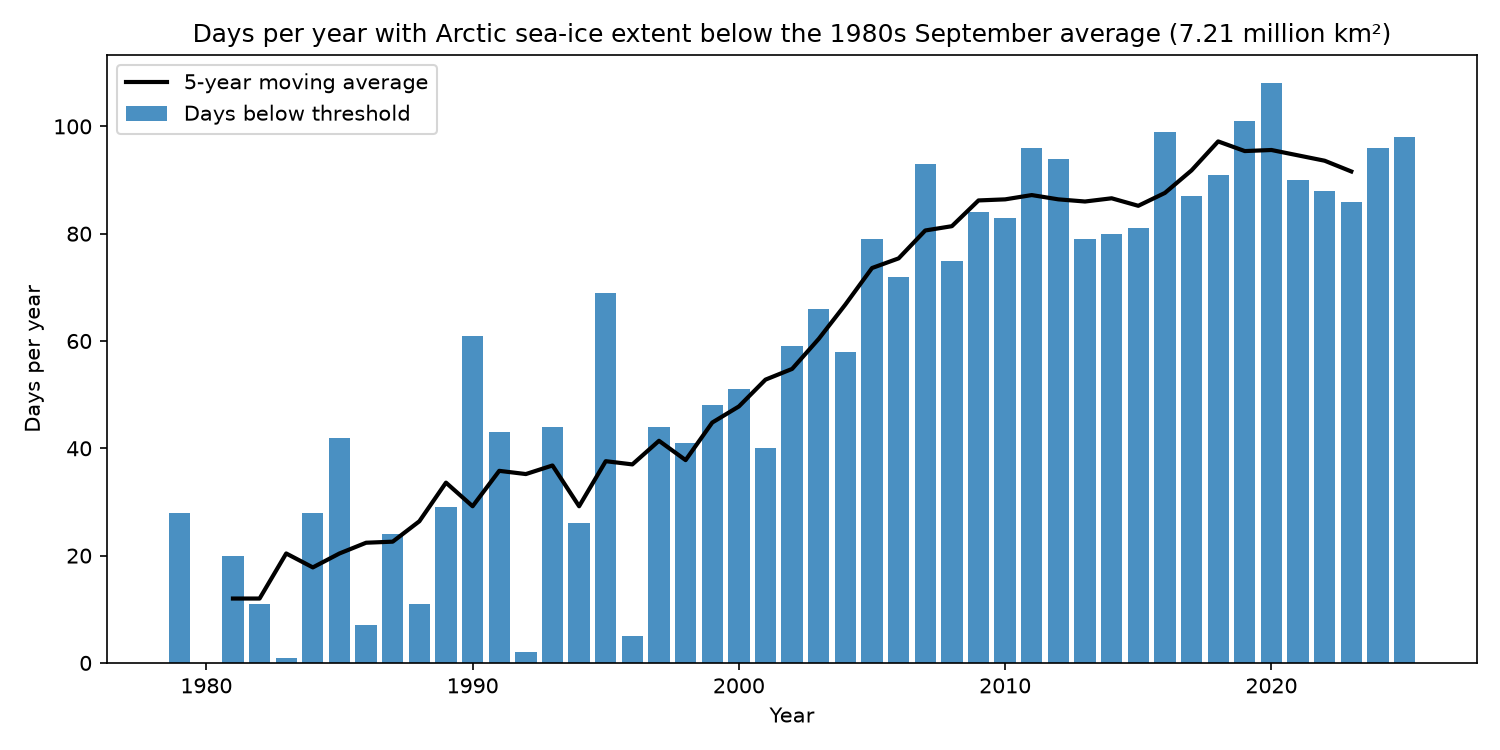 Days per year with Arctic sea-ice extent below the 1980s September average (7.21 million km²)
5-year moving average
Days below threshold
100
80
60
40
20
0
Days per year
1980
1990
2000
2010
2020
Year